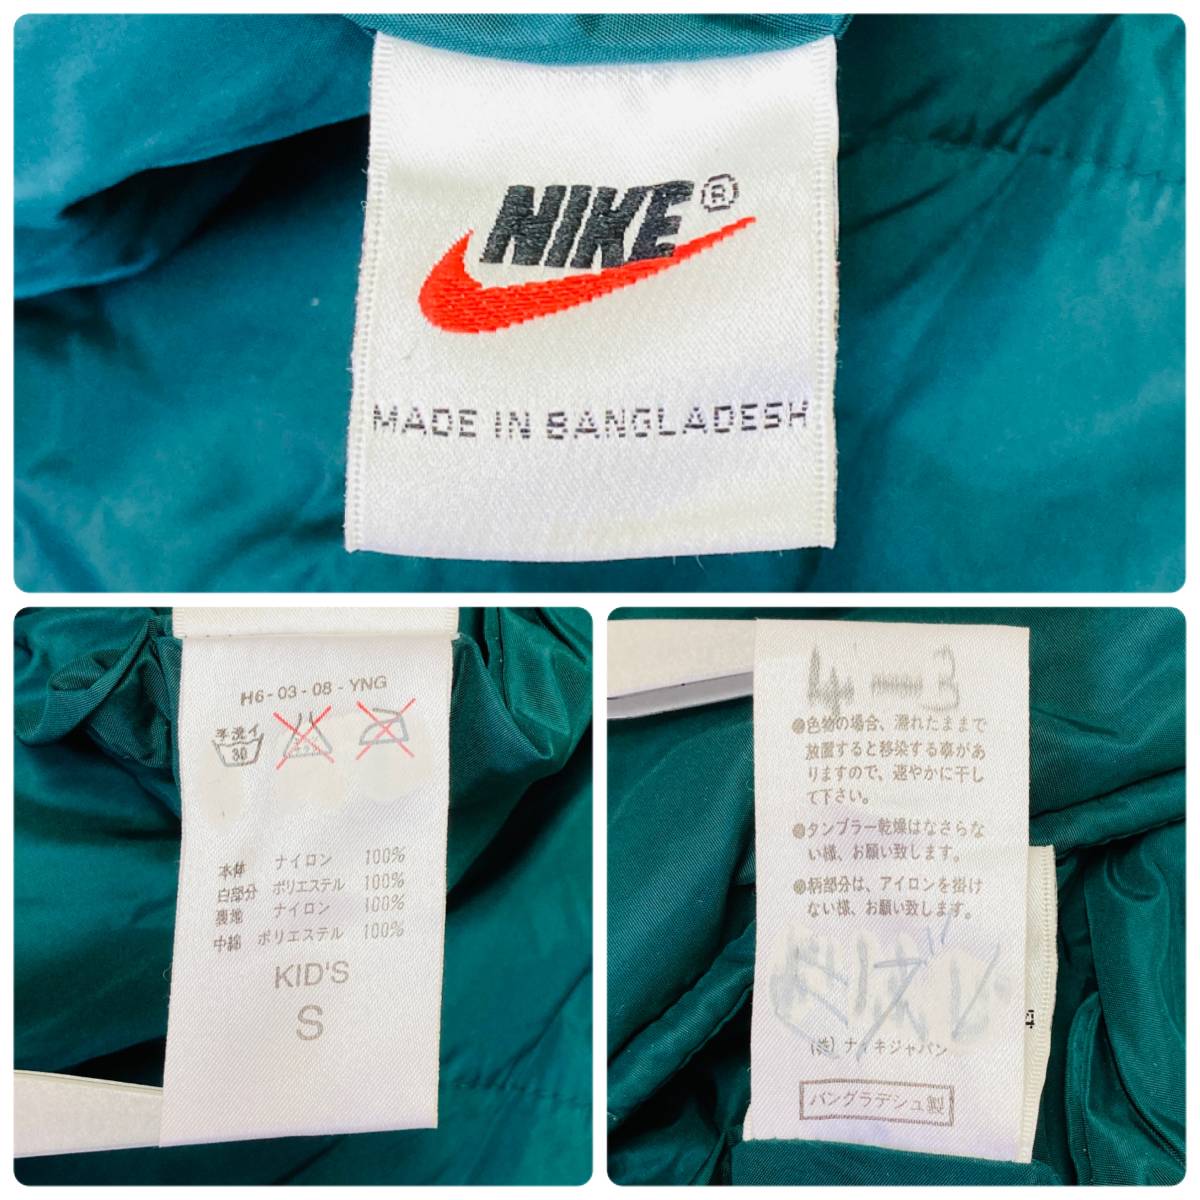 NIKE®
MADE IN BANGLADESH
H6-03-08-YNG
手洗イ
30
本体 ナイロン 100%
白部分 ポリエステル 100%
裏地 ナイロン 100%
中綿 ポリエステル 100%
KID'S
S
4-3
●色物の場合、濡れたままで
放置すると移染する事があ
りますので、速やかに干し
て下さい。
●タンブラー乾燥はなさらな
い様、お願い致します。
●柄部分は、アイロンを掛け
ない様、お願い致します。
(株)ナイキジャパン
バングラデシュ製
4